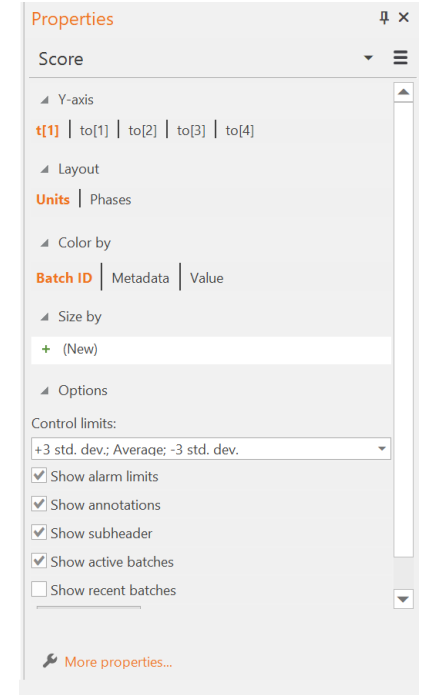 Properties
Score
Y-axis
t[1] to[1] to[2] to[3] to[4]
Layout
Units Phases
Color by
Batch ID Metadata Value
Size by
+ (New)
Options
Control limits:
+3 std. dev.; Average; -3 std. dev.
Show alarm limits
Show annotations
Show subheader
Show active batches
Show recent batches
More properties...